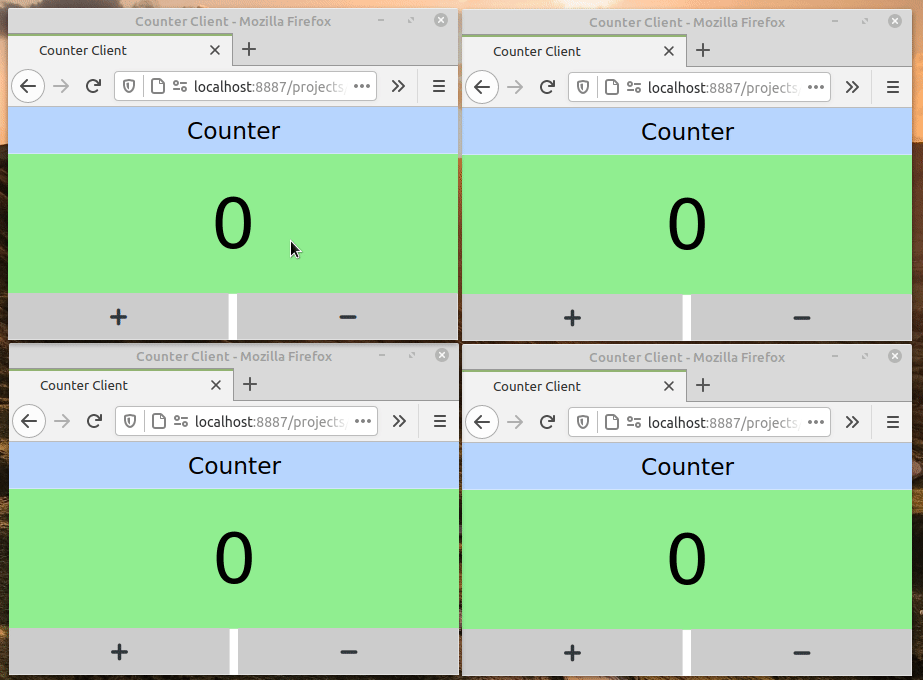 Counter Client - Mozilla Firefox
Counter Client
localhost:8887/projects
Counter
0
+ −
Counter Client - Mozilla Firefox
Counter Client
localhost:8887/projects
Counter
0
+ −
Counter Client - Mozilla Firefox
Counter Client
localhost:8887/projects
Counter
0
+ −
Counter Client - Mozilla Firefox
Counter Client
localhost:8887/projects
Counter
0
+ −